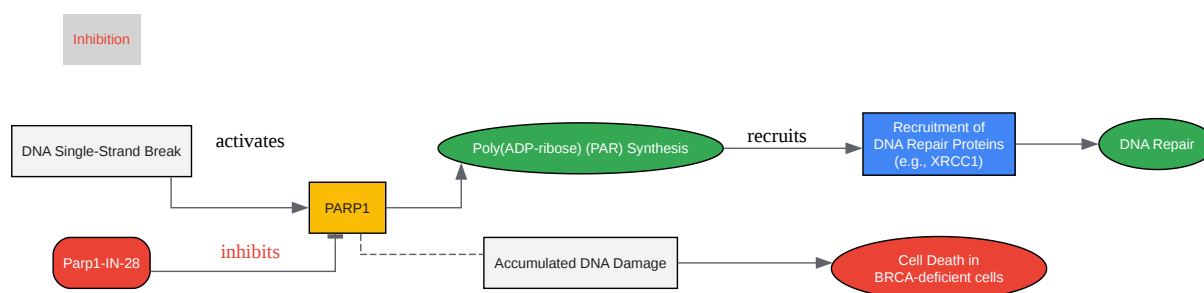 Inhibition
DNA Single-Strand Break
activates
Poly(ADP-ribose) (PAR) Synthesis
recruits
Recruitment of
DNA Repair Proteins
(e.g., XRCC1)
DNA Repair
PARP1
Parp1-IN-28
inhibits
Accumulated DNA Damage
Cell Death in
BRCA-deficient cells